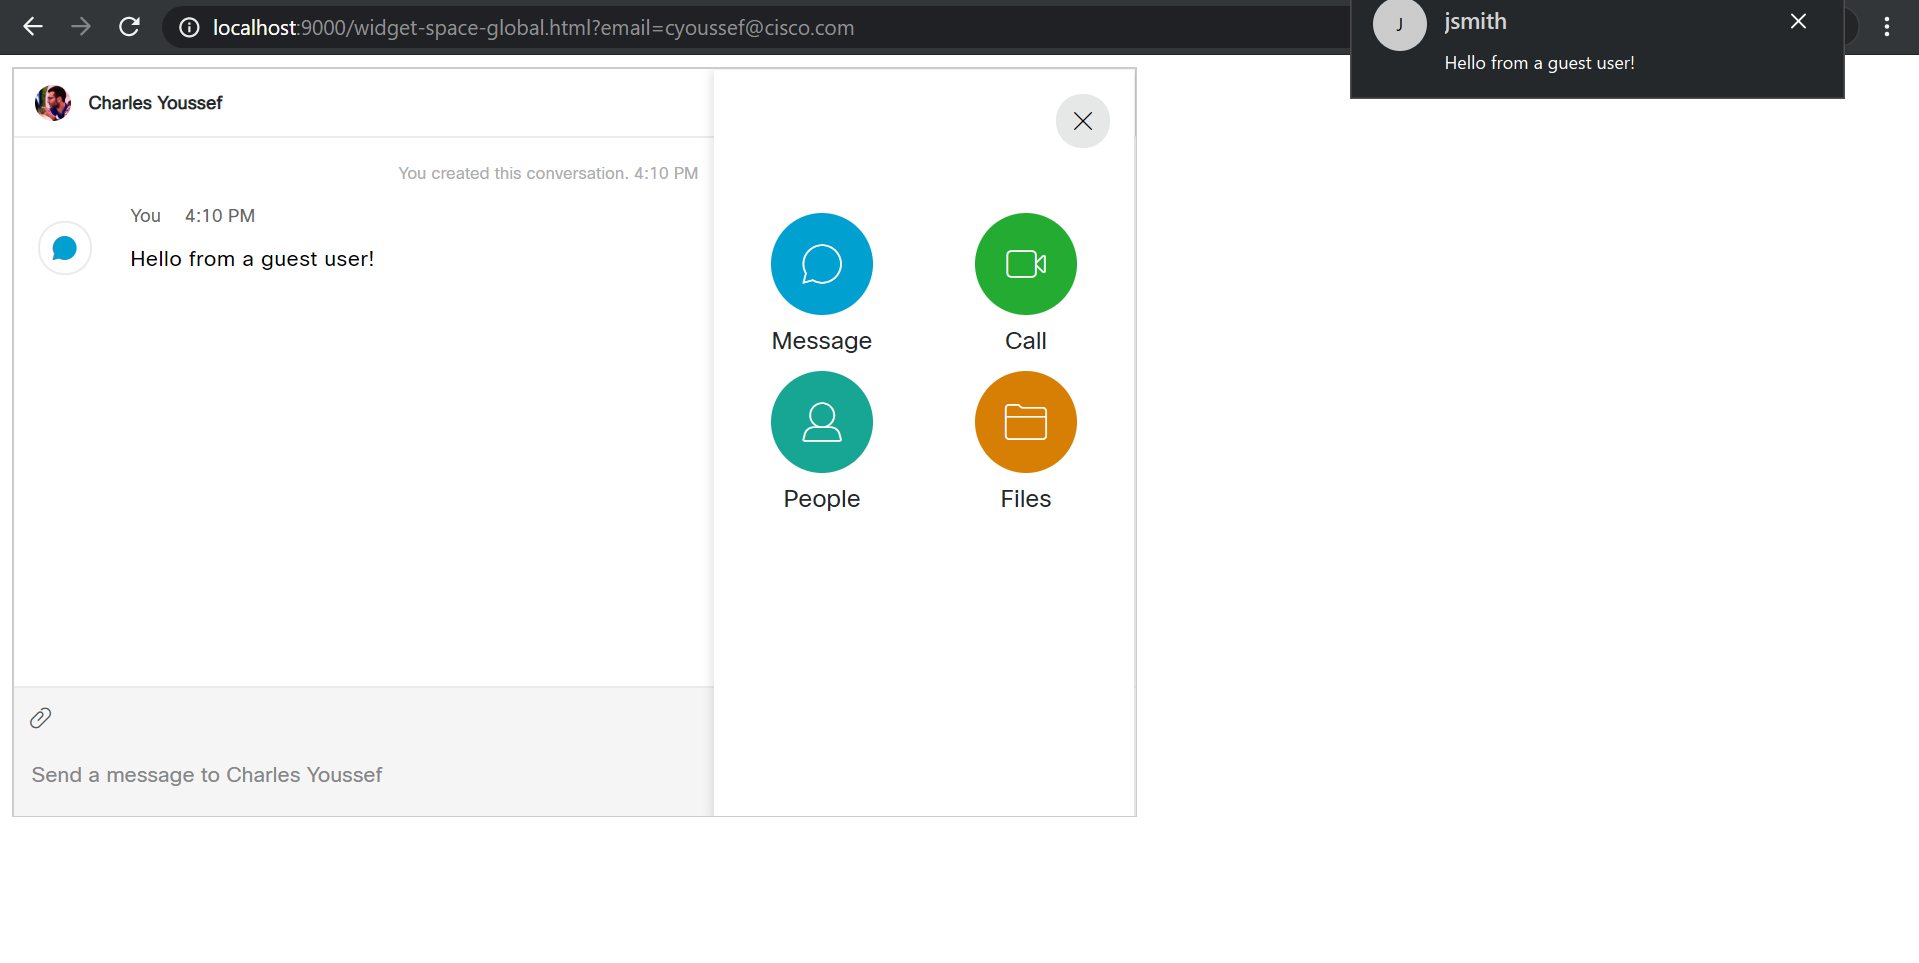 localhost:9000/widget-space-global.html?email=cyoussef@cisco.com
J
jsmith
Hello from a guest user!
Charles Youssef
You created this conversation. 4:10 PM
You 4:10 PM
Hello from a guest user!
Message
Call
People
Files
Send a message to Charles Youssef